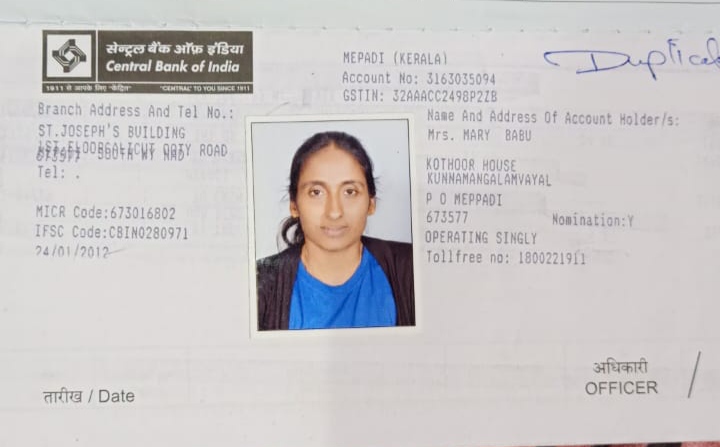 सेन्ट्रल बैंक ऑफ़ इंडिया
Central Bank of India
1911 से आपके लिए "केंद्रित" "CENTRAL" TO YOU SINCE 1911
MEPADI (KERALA)
Account No: 3163035094
GSTIN: 32AAACC2498P2ZB
Duplicate
Branch Address And Tel No.:
ST.JOSEPH'S BUILDING
1ST FLOORCALICUT OOTY ROAD
673577 SOUTH WY NAD
Tel: .
MICR Code:673016802
IFSC Code:CBIN0280971
24/01/2012
Name And Address Of Account Holder/s:
Mrs. MARY BABU
KOTHOOR HOUSE
KUNNAMANGALAMVAYAL
P O MEPPADI
673577 Nomination:Y
OPERATING SINGLY
Tollfree no: 1800221911
तारीख / Date
अधिकारी
OFFICER